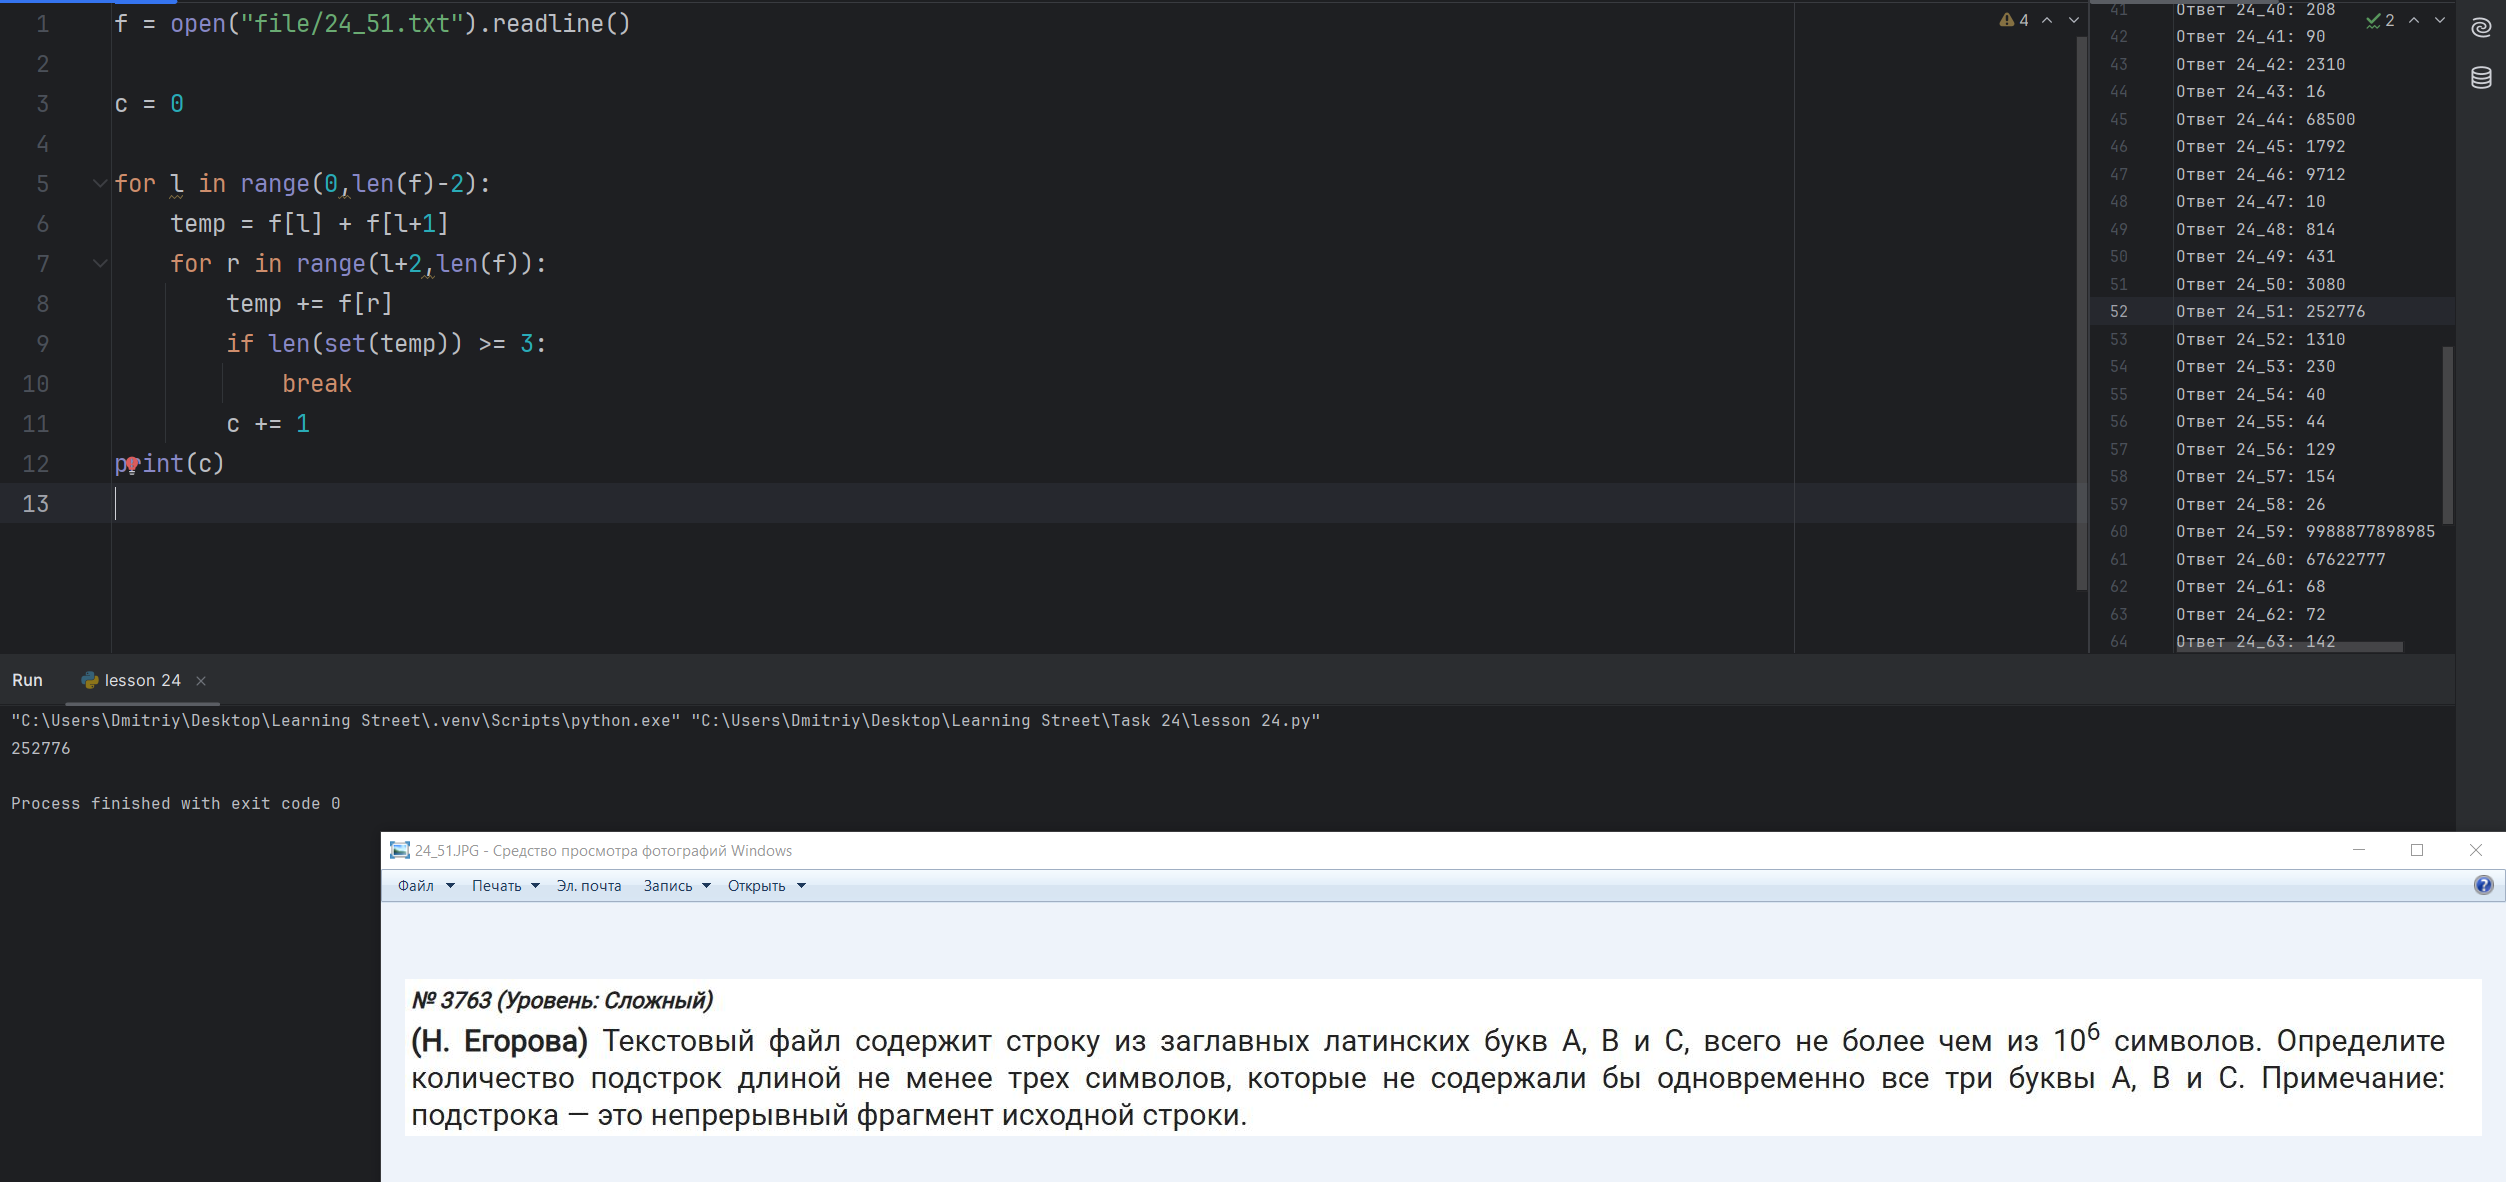 1 f = open("file/24_51.txt").readline()
2
3 c = 0
4
5 for l in range(0,len(f)-2):
6 temp = f[l] + f[l+1]
7 for r in range(l+2,len(f)):
8 temp += f[r]
9 if len(set(temp)) >= 3:
10 break
11 c += 1
12 print(c)
13
4
41 Ответ 24_40: 208
2
42 Ответ 24_41: 90
43 Ответ 24_42: 2310
44 Ответ 24_43: 16
45 Ответ 24_44: 68500
46 Ответ 24_45: 1792
47 Ответ 24_46: 9712
48 Ответ 24_47: 10
49 Ответ 24_48: 814
50 Ответ 24_49: 431
51 Ответ 24_50: 3080
52 Ответ 24_51: 252776
53 Ответ 24_52: 1310
54 Ответ 24_53: 230
55 Ответ 24_54: 40
56 Ответ 24_55: 44
57 Ответ 24_56: 129
58 Ответ 24_57: 154
59 Ответ 24_58: 26
60 Ответ 24_59: 9988877898985
61 Ответ 24_60: 67622777
62 Ответ 24_61: 68
63 Ответ 24_62: 72
64 Ответ 24_63: 142
Run lesson 24
"C:\Users\Dmitriy\Desktop\Learning Street\.venv\Scripts\python.exe" "C:\Users\Dmitriy\Desktop\Learning Street\Task 24\lesson 24.py"
252776
Process finished with exit code 0
24_51.JPG - Средство просмотра фотографий Windows
Файл Печать Эл. почта Запись Открыть
№ 3763 (Уровень: Сложный)
(Н. Егорова) Текстовый файл содержит строку из заглавных латинских букв A, B и C, всего не более чем из 10⁶ символов. Определите
количество подстрок длиной не менее трех символов, которые не содержали бы одновременно все три буквы A, B и C. Примечание:
подстрока — это непрерывный фрагмент исходной строки.